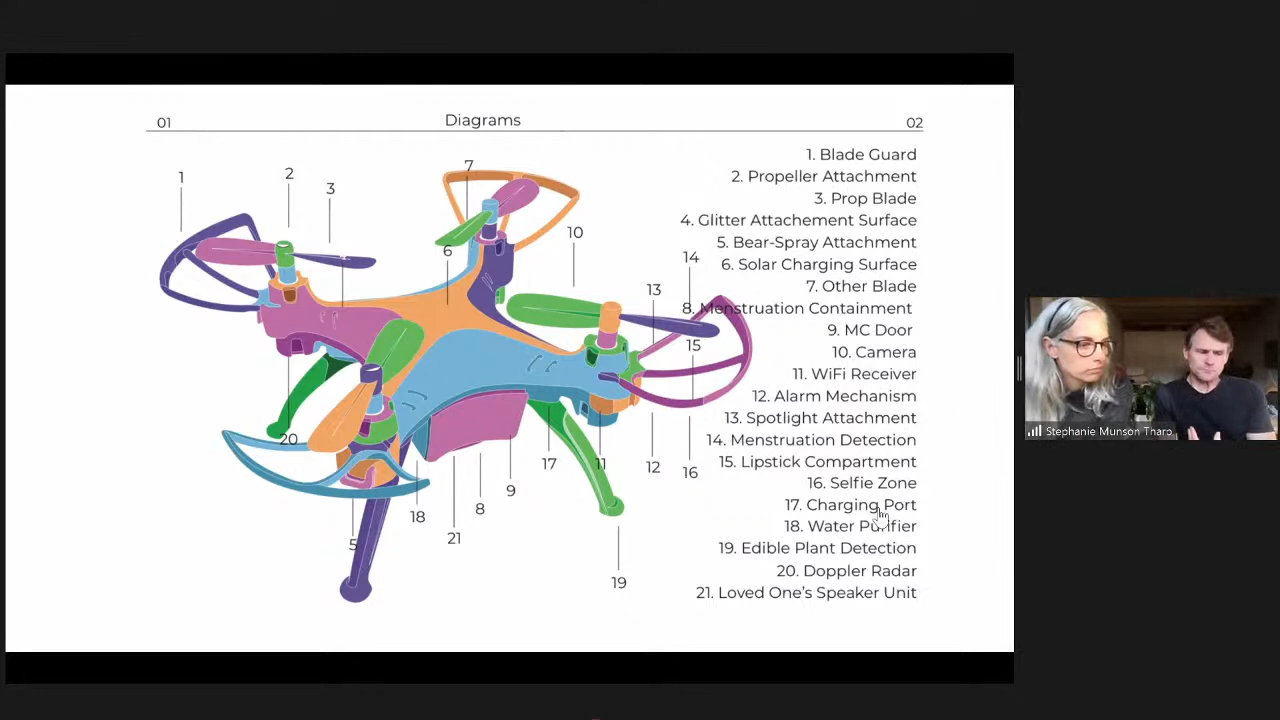 01 Diagrams 02
1. Blade Guard
2. Propeller Attachment
3. Prop Blade
4. Glitter Attachement Surface
5. Bear-Spray Attachment
6. Solar Charging Surface
7. Other Blade
8. Menstruation Containment
9. MC Door
10. Camera
11. WiFi Receiver
12. Alarm Mechanism
13. Spotlight Attachment
14. Menstruation Detection
15. Lipstick Compartment
16. Selfie Zone
17. Charging Port
18. Water Purifier
19. Edible Plant Detection
20. Doppler Radar
21. Loved One's Speaker Unit
1
2
3
7
6
10
14
13
15
20
5
18
21
8
9
17
11
12
16
19
Stephanie Munson Tharp